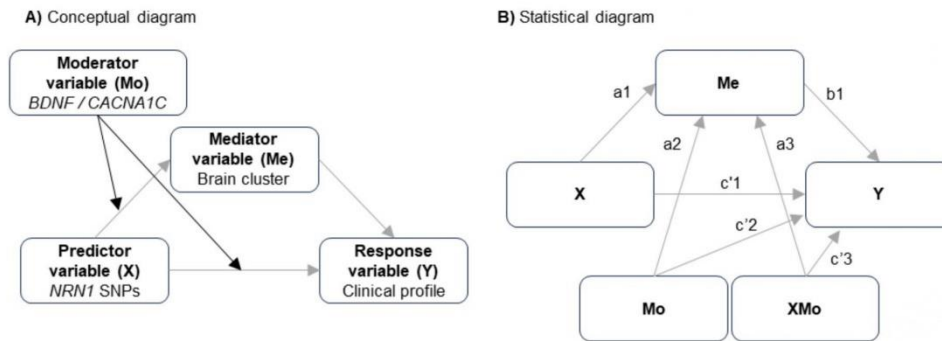 A) Conceptual diagram
Moderator
variable (Mo)
BDNF / CACNA1C
Mediator
variable (Me)
Brain cluster
Predictor
variable (X)
NRN1 SNPs
Response
variable (Y)
Clinical profile
B) Statistical diagram
Me
a1
b1
a2
a3
X
c'1
Y
c'2
c'3
Mo
XMo